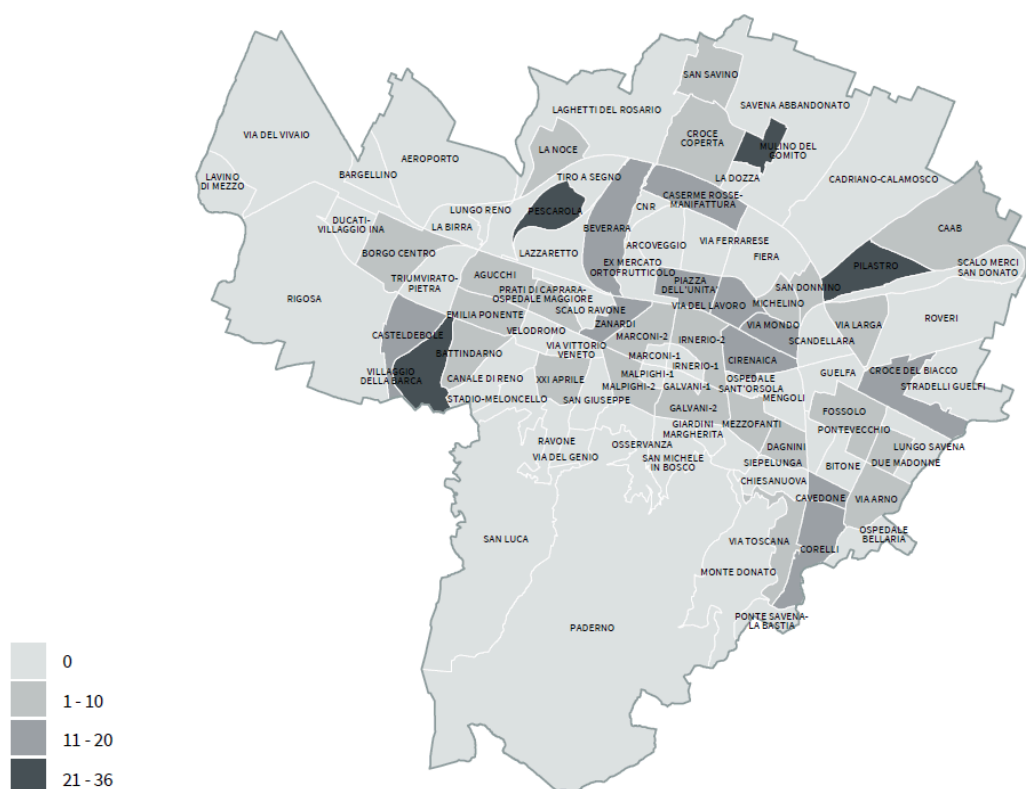 SAN SAVINO
LAGHETTI DEL ROSARIO
SAVENA ABBANDONATO
VIA DEL VIVAIO
CROCE
COPERTA
LA NOCE
MULINO DEL
GOMITO
AEROPORTO
BARGELLINO
LAVINO
DI MEZZO
TIRO A SEGNO
LA DOZZA
CADRIANO-CALAMOSCO
CASERME ROSSE-
MANIFATTURA
LUNGO RENO
PESCAROLA
CNR
DUCATI-
VILLAGGIO INA
LA BIRRA
BEVERARA
CAAB
ARCOVEGGIO
VIA FERRARESE
BORGO CENTRO
LAZZARETTO
FIERA
EX MERCATO
ORTOFRUTTICOLO
PILASTRO
SCALO MERCI
SAN DONATO
TRIUMVIRATO-
PIETRA
AGUCCHI
PIAZZA
DELL'UNITA'
SAN DONNINO
PRATI DI CAPRARA-
OSPEDALE MAGGIORE
RIGOSA
VIA DEL LAVORO
MICHELINO
SCALO RAVONE
EMILIA PONENTE
ROVERI
ZANARDI
VIA MONDO
VIA LARGA
CASTELDEBOLE
VELODROMO
MARCONI-2
IRNERIO-2
SCANDELLARA
VIA VITTORIO
VENETO
BATTINDARNO
MARCONI-1
CIRENAICA
IRNERIO-1
VILLAGGIO
DELLA BARCA
CANALE DI RENO
XXI APRILE
MALPIGHI-1
GUELFA
CROCE DEL BIACCO
OSPEDALE
SANT'ORSOLA
MALPIGHI-2
GALVANI-1
STRADELLI GUELFI
STADIO-MELONCELLO
SAN GIUSEPPE
MENGOLI
GALVANI-2
FOSSOLO
GIARDINI
MARGHERITA
MEZZOFANTI
PONTEVECCHIO
RAVONE
OSSERVANZA
DAGNINI
LUNGO SAVENA
VIA DEL GENIO
SAN MICHELE
IN BOSCO
SIEPELUNGA
BITONE
DUE MADONNE
CHIESANUOVA
CAVEDONE
VIA ARNO
OSPEDALE
BELLARIA
SAN LUCA
VIA TOSCANA
CORELLI
MONTE DONATO
PONTE SAVENA-
LA BASTIA
PADERNO
0
1 - 10
11 - 20
21 - 36